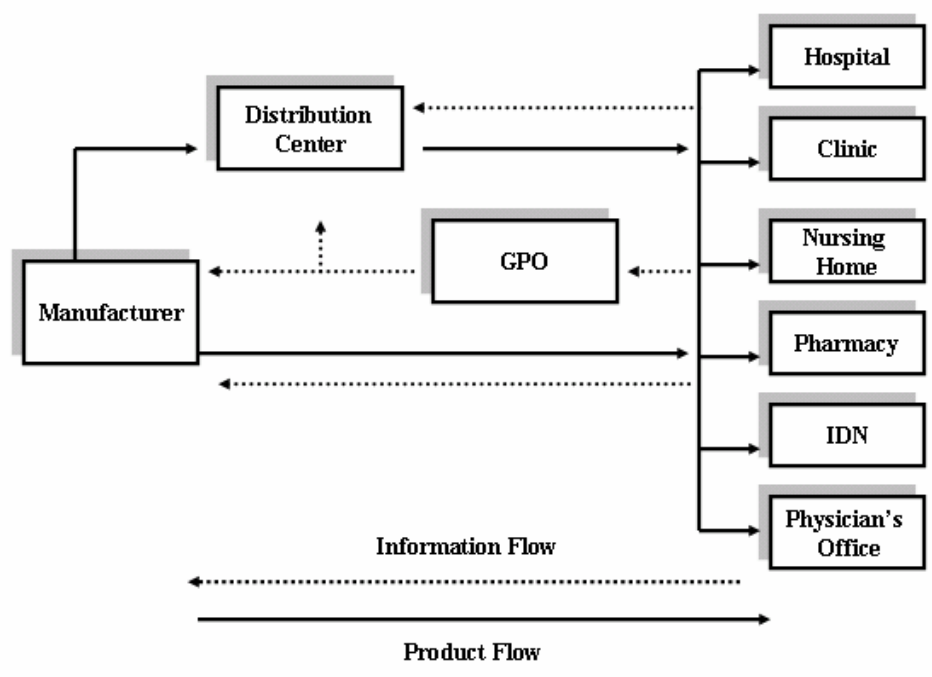 Hospital
Distribution
Center
Clinic
GPO
Nursing
Home
Manufacturer
Pharmacy
IDN
Physician's
Office
Information Flow
Product Flow